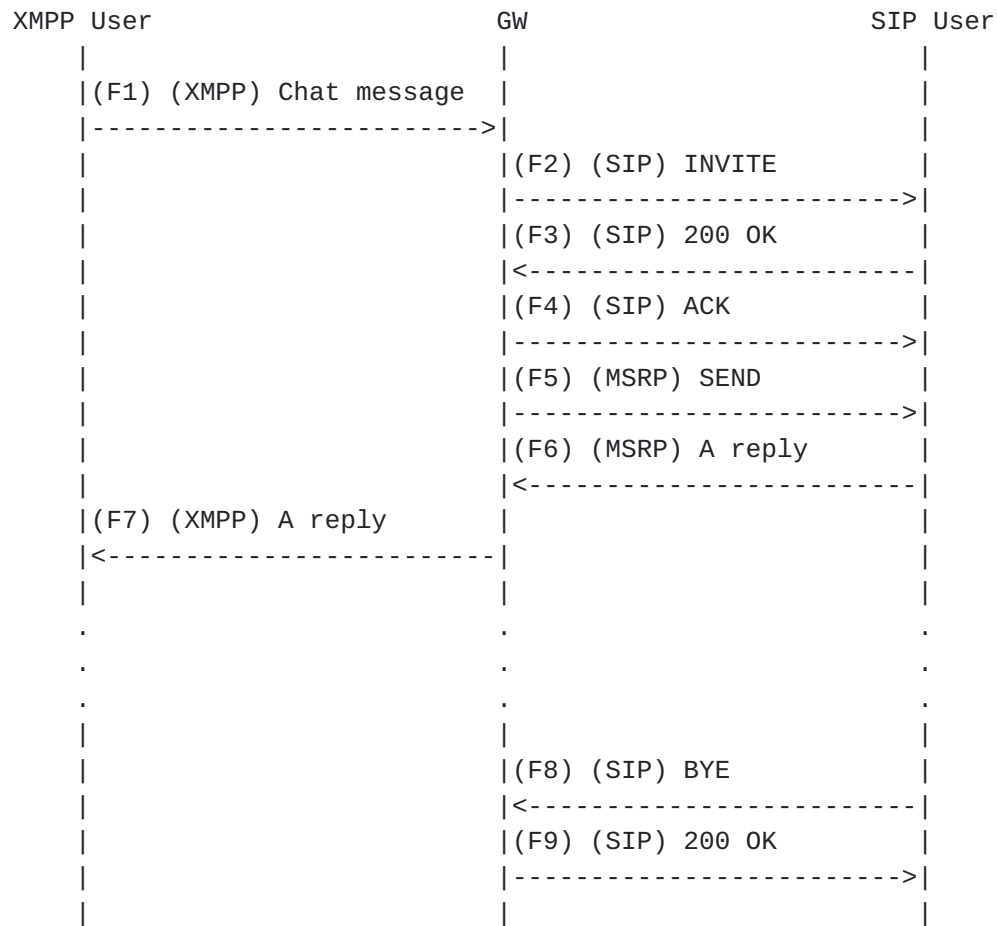 XMPP User                      GW                       SIP User
    |                          |                          |
    |(F1) (XMPP) Chat message  |                          |
    |------------------------->|                          |
    |                          |(F2) (SIP) INVITE         |
    |                          |------------------------->|
    |                          |(F3) (SIP) 200 OK         |
    |                          |<-------------------------|
    |                          |(F4) (SIP) ACK            |
    |                          |------------------------->|
    |                          |(F5) (MSRP) SEND          |
    |                          |------------------------->|
    |                          |(F6) (MSRP) A reply       |
    |                          |<-------------------------|
    |(F7) (XMPP) A reply       |                          |
    |<-------------------------|                          |
    |                          |                          |
    .                          .                          .
    .                          .                          .
    .                          .                          .
    |                          |                          |
    |                          |(F8) (SIP) BYE            |
    |                          |<-------------------------|
    |                          |(F9) (SIP) 200 OK         |
    |                          |------------------------->|
    |                          |                          |